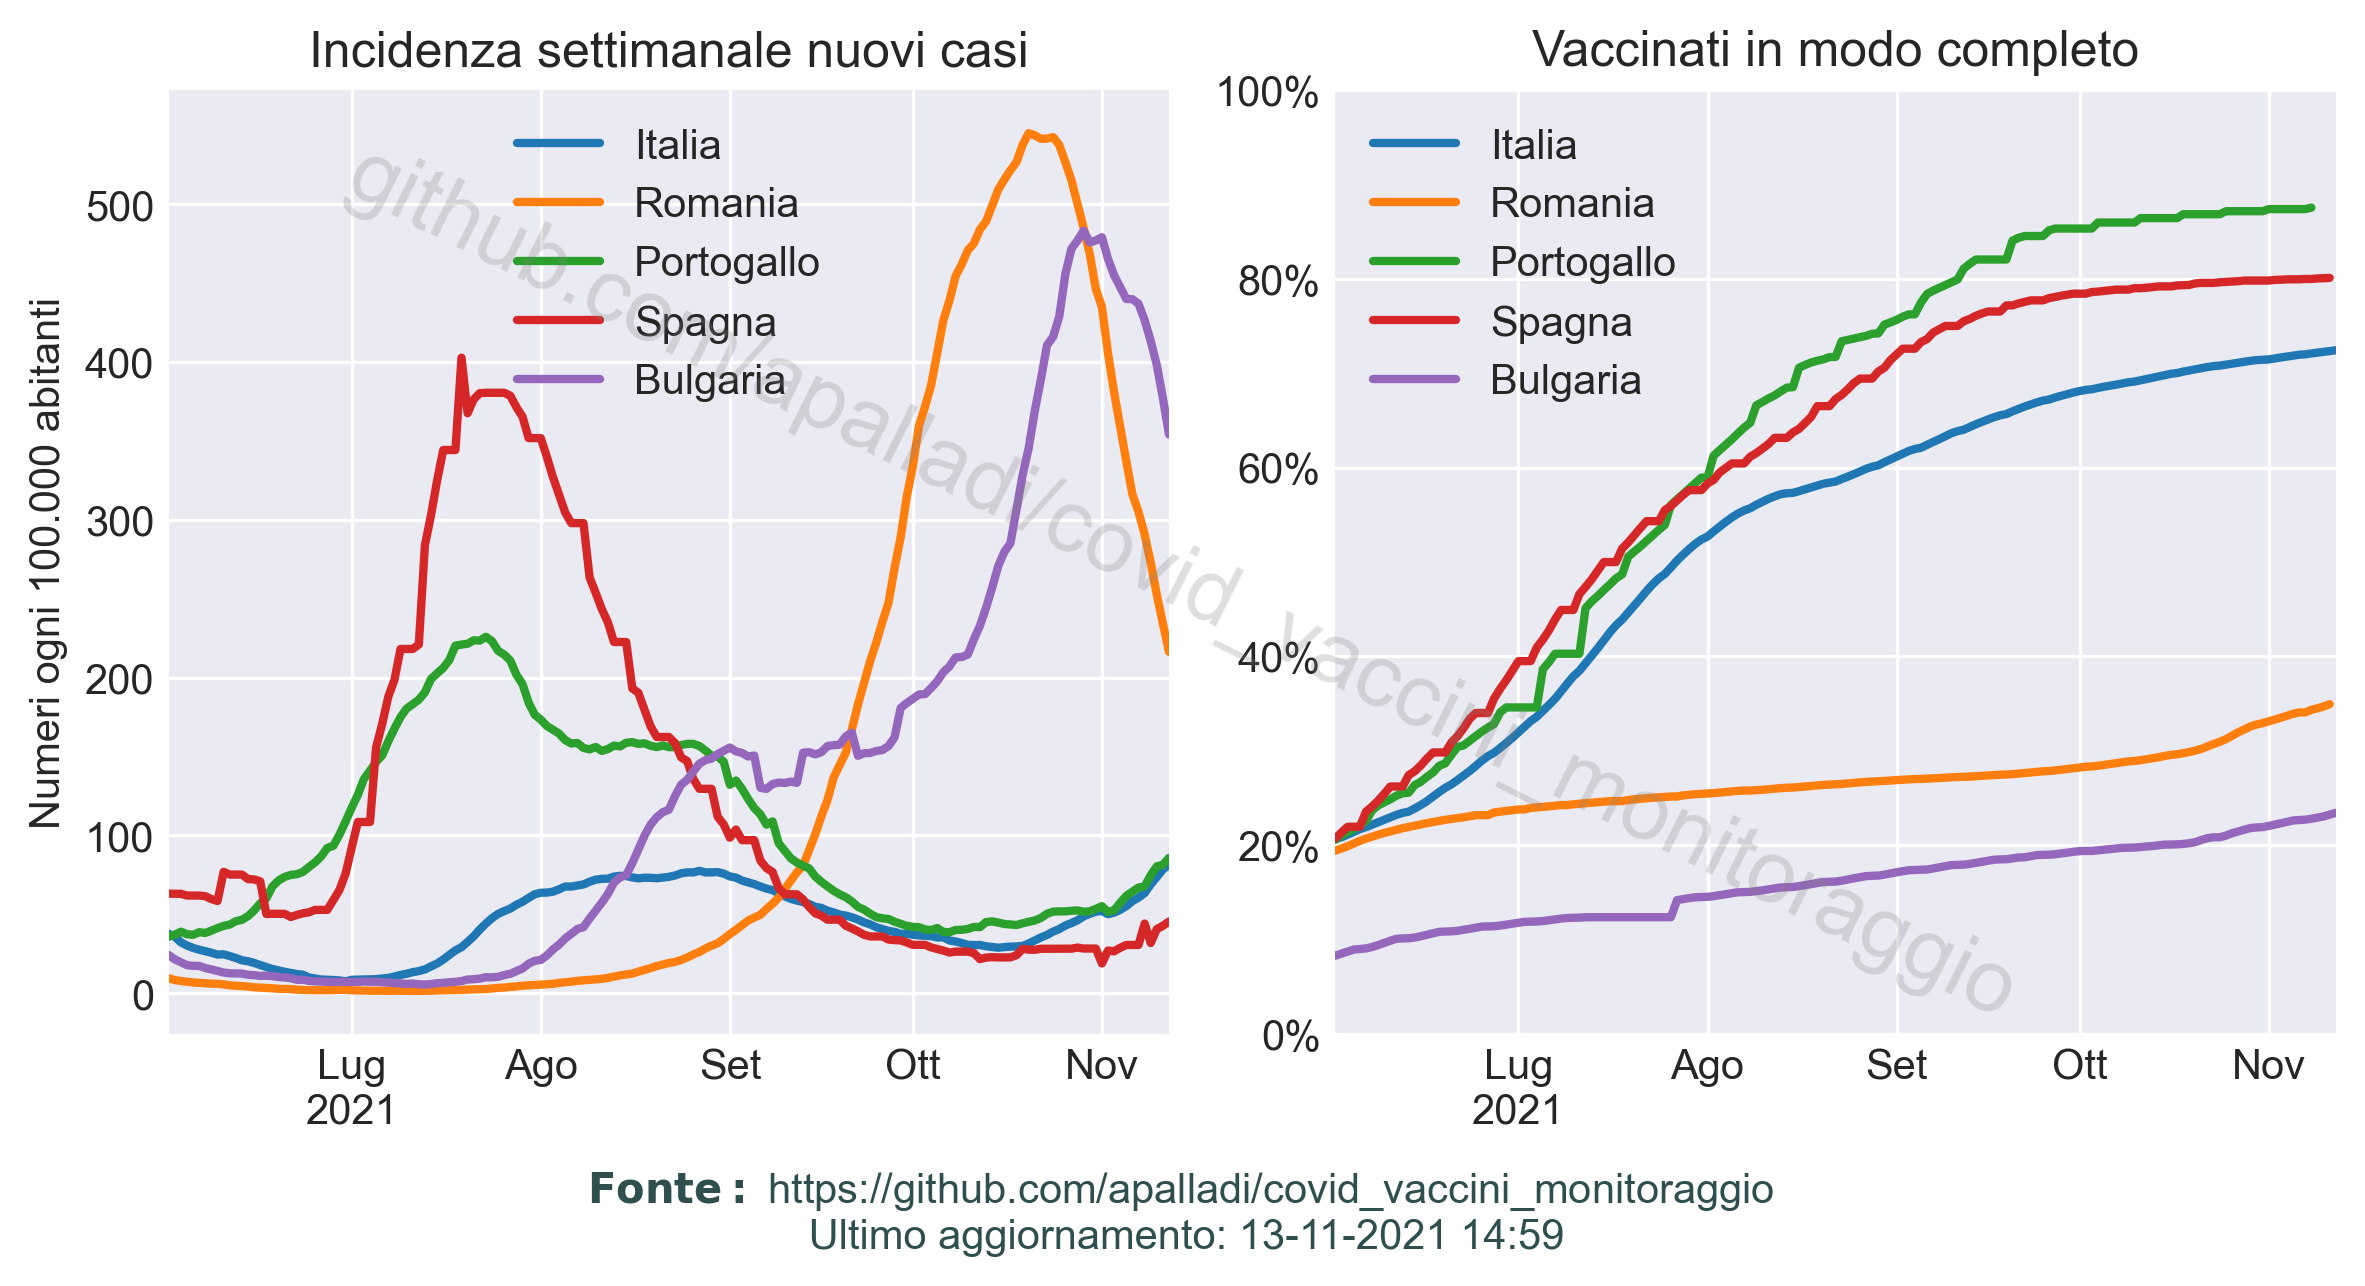 Incidenza settimanale nuovi casi
Numeri ogni 100.000 abitanti
500
400
300
200
100
0
Italia
Romania
Portogallo
Spagna
Bulgaria
Lug
2021
Ago
Set
Ott
Nov
Vaccinati in modo completo
100%
80%
60%
40%
20%
0%
Italia
Romania
Portogallo
Spagna
Bulgaria
Lug
2021
Ago
Set
Ott
Nov
github.com/apalladi/covid_vaccini_monitoraggio
Fonte: https://github.com/apalladi/covid_vaccini_monitoraggio
Ultimo aggiornamento: 13-11-2021 14:59